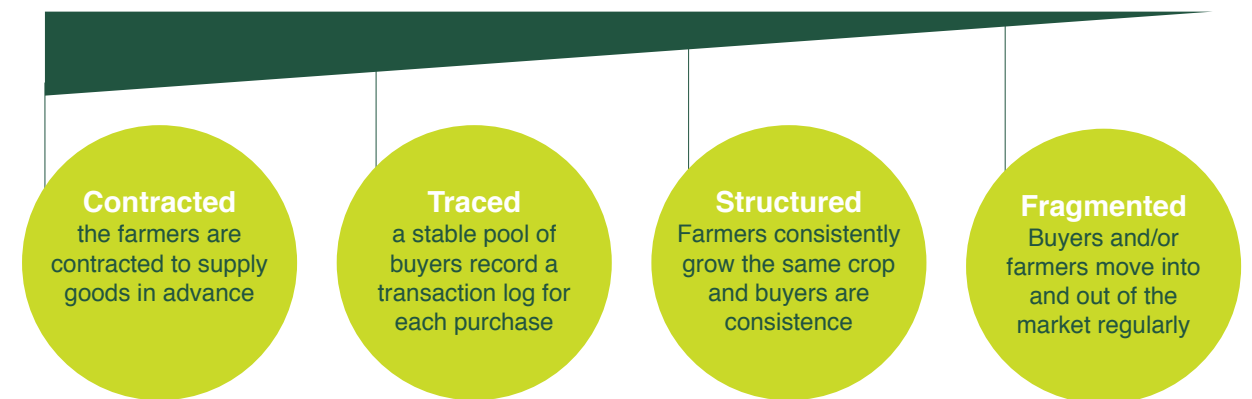 Contracted
the farmers are
contracted to supply
goods in advance
Traced
a stable pool of
buyers record a
transaction log for
each purchase
Structured
Farmers consistently
grow the same crop
and buyers are
consistence
Fragmented
Buyers and/or
farmers move into
and out of the
market regularly